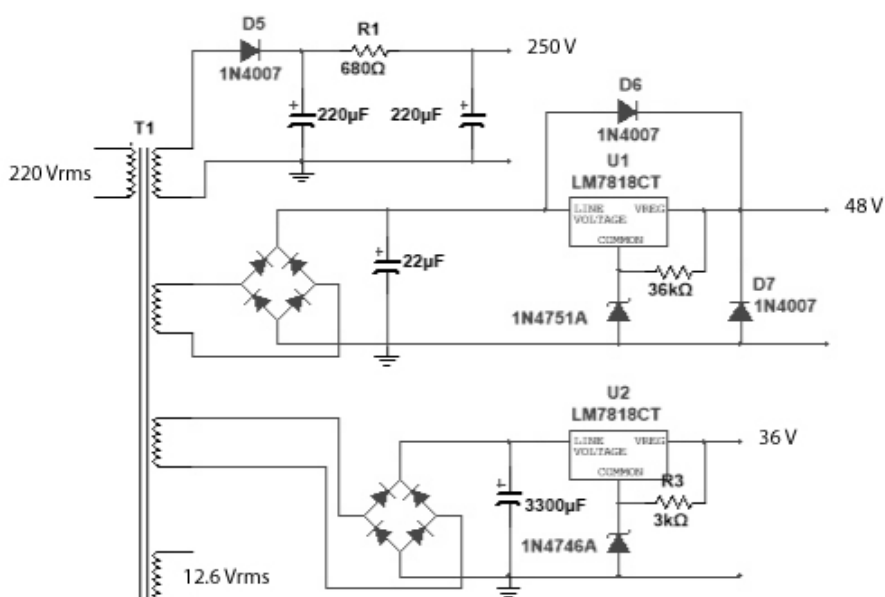 D5
1N4007
R1
680Ω
250 V
220µF
220µF
T1
220 Vrms
D6
1N4007
U1
LM7818CT
LINE VREG
VOLTAGE
COMMON
48 V
22µF
36kΩ
1N4751A
D7
1N4007
U2
LM7818CT
LINE VREG
VOLTAGE
COMMON
36 V
R3
3kΩ
3300µF
1N4746A
12.6 Vrms